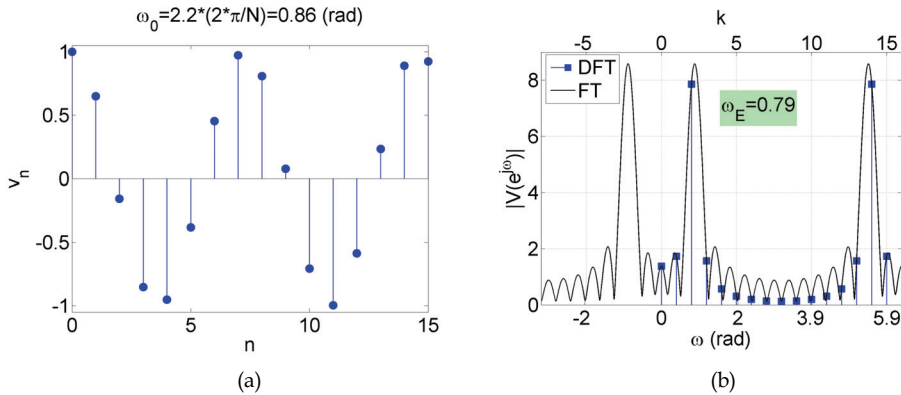 ω₀=2.2*(2*π/N)=0.86 (rad)
1
0.5
0
-0.5
-1
vₙ
0 5 10 15
n
(a)
k
-5 0 5 10 15
8
6
4
2
0
|V(e^{jω})|
DFT
FT
ω_E=0.79
-2 0 2 3.9 5.9
ω (rad)
(b)